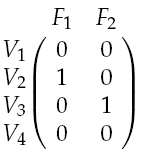 F₁ F₂
V₁ 0 0
V₂ 1 0
V₃ 0 1
V₄ 0 0